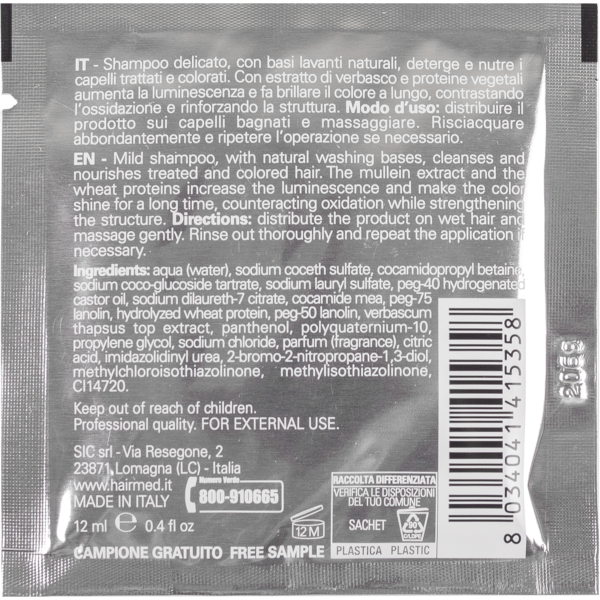 IT - Shampoo delicato, con basi lavanti naturali, deterge e nutre i
capelli trattati e colorati. Con estratto di verbasco e proteine vegetali
aumenta la luminescenza e fa brillare il colore a lungo, contrastando
l'ossidazione e rinforzando la struttura. Modo d'uso: distribuire il
prodotto sui capelli bagnati e massaggiare. Risciacquare
abbondantemente e ripetere l'operazione se necessario.
EN - Mild shampoo, with natural washing bases, cleanses and
nourishes treated and colored hair. The mullein extract and the
wheat proteins increase the luminescence and make the color
shine for a long time, counteracting oxidation while strengthening
the structure. Directions: distribute the product on wet hair and
massage gently. Rinse out thoroughly and repeat the application if
necessary.
Ingredients: aqua (water), sodium coceth sulfate, cocamidopropyl betaine,
sodium coco-glucoside tartrate, sodium lauryl sulfate, peg-40 hydrogenated
castor oil, sodium dilaureth-7 citrate, cocamide mea, peg-75
lanolin, hydrolyzed wheat protein, peg-50 lanolin, verbascum
thapsus top extract, panthenol, polyquaternium-10,
propylene glycol, sodium chloride, parfum (fragrance), citric
acid, imidazolidinyl urea, 2-bromo-2-nitropropane-1,3-diol,
methylchloroisothiazolinone, methylisothiazolinone,
CI14720.
Keep out of reach of children.
Professional quality. FOR EXTERNAL USE.
SIC srl - Via Resegone, 2
23871 Lomagna (LC) - Italia
www.hairmed.it
MADE IN ITALY
Numero Verde
800-910665
12 ml e 0.4 fl oz
12 M
CAMPIONE GRATUITO FREE SAMPLE
RACCOLTA DIFFERENZIATA
VERIFICA LE DISPOSIZIONI
DEL TUO COMUNE
SACHET
90
C/LDPE
PLASTICA PLASTIC
8 034041 415358